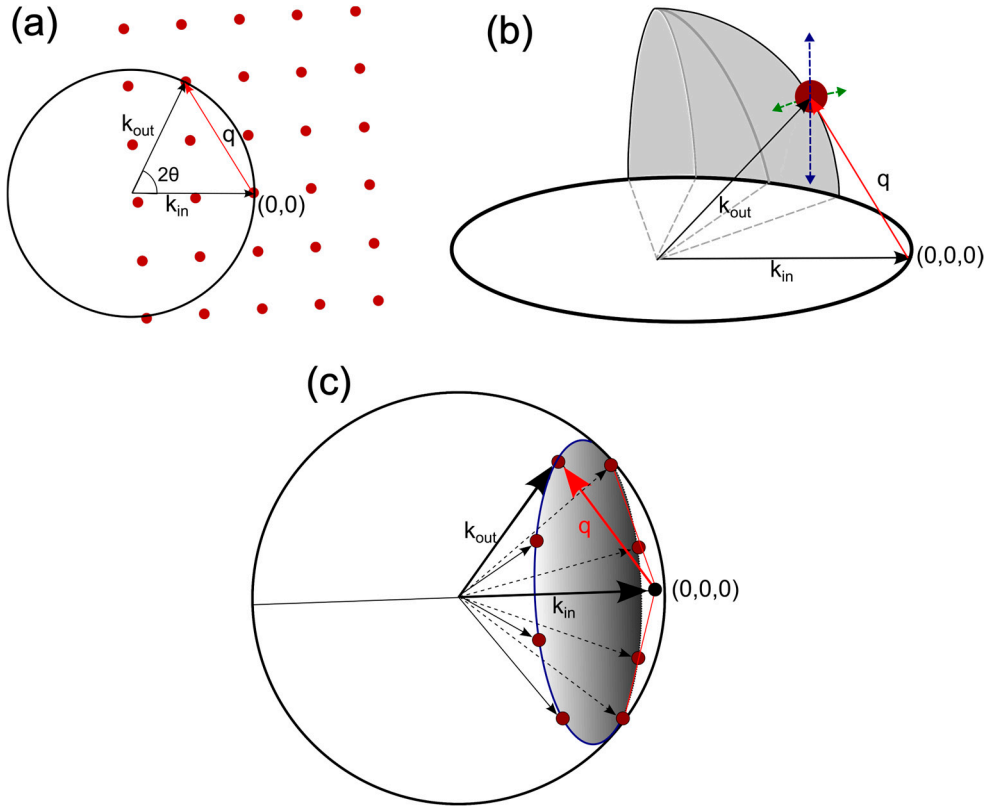 (a)
k_out
q
2θ
k_in
(0,0)
(b)
q
k_out
k_in
(0,0,0)
(c)
k_out
q
k_in
(0,0,0)